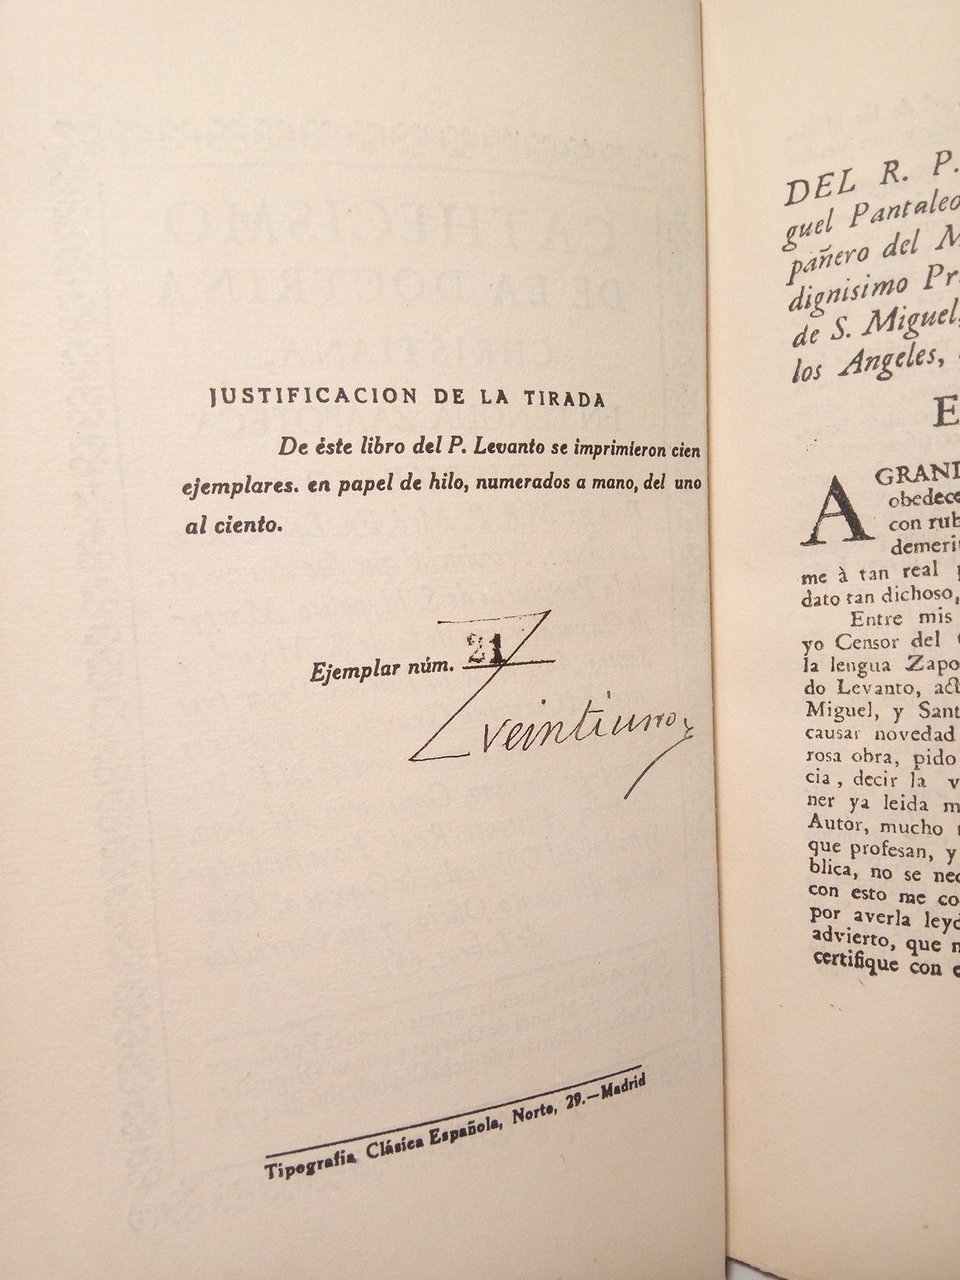 JUSTIFICACION DE LA TIRADA
De éste libro del P. Levanto se imprimieron cien
ejemplares. en papel de hilo, numerados a mano, del uno
al ciento.
Ejemplar núm. 21
veintiuno
Tipografía Clásica Española, Norte, 29.—Madrid
DEL R. P.
guel Pantaleo
pañero del M
dignisimo Pr
de S. Miguel,
los Angeles,
E
A GRAND
obedece
con rub
demerit
me à tan real
dato tan dichoso,
Entre mis
yo Censor del
la lengua Zapo
do Levanto, act
Miguel, y Sant
causar novedad
rosa obra, pido
cia, decir la v
ner ya leida m
Autor, mucho
que profesan, y
blica, no se nec
con esto me co
por averla leyd
advierto, que n
certifique con e